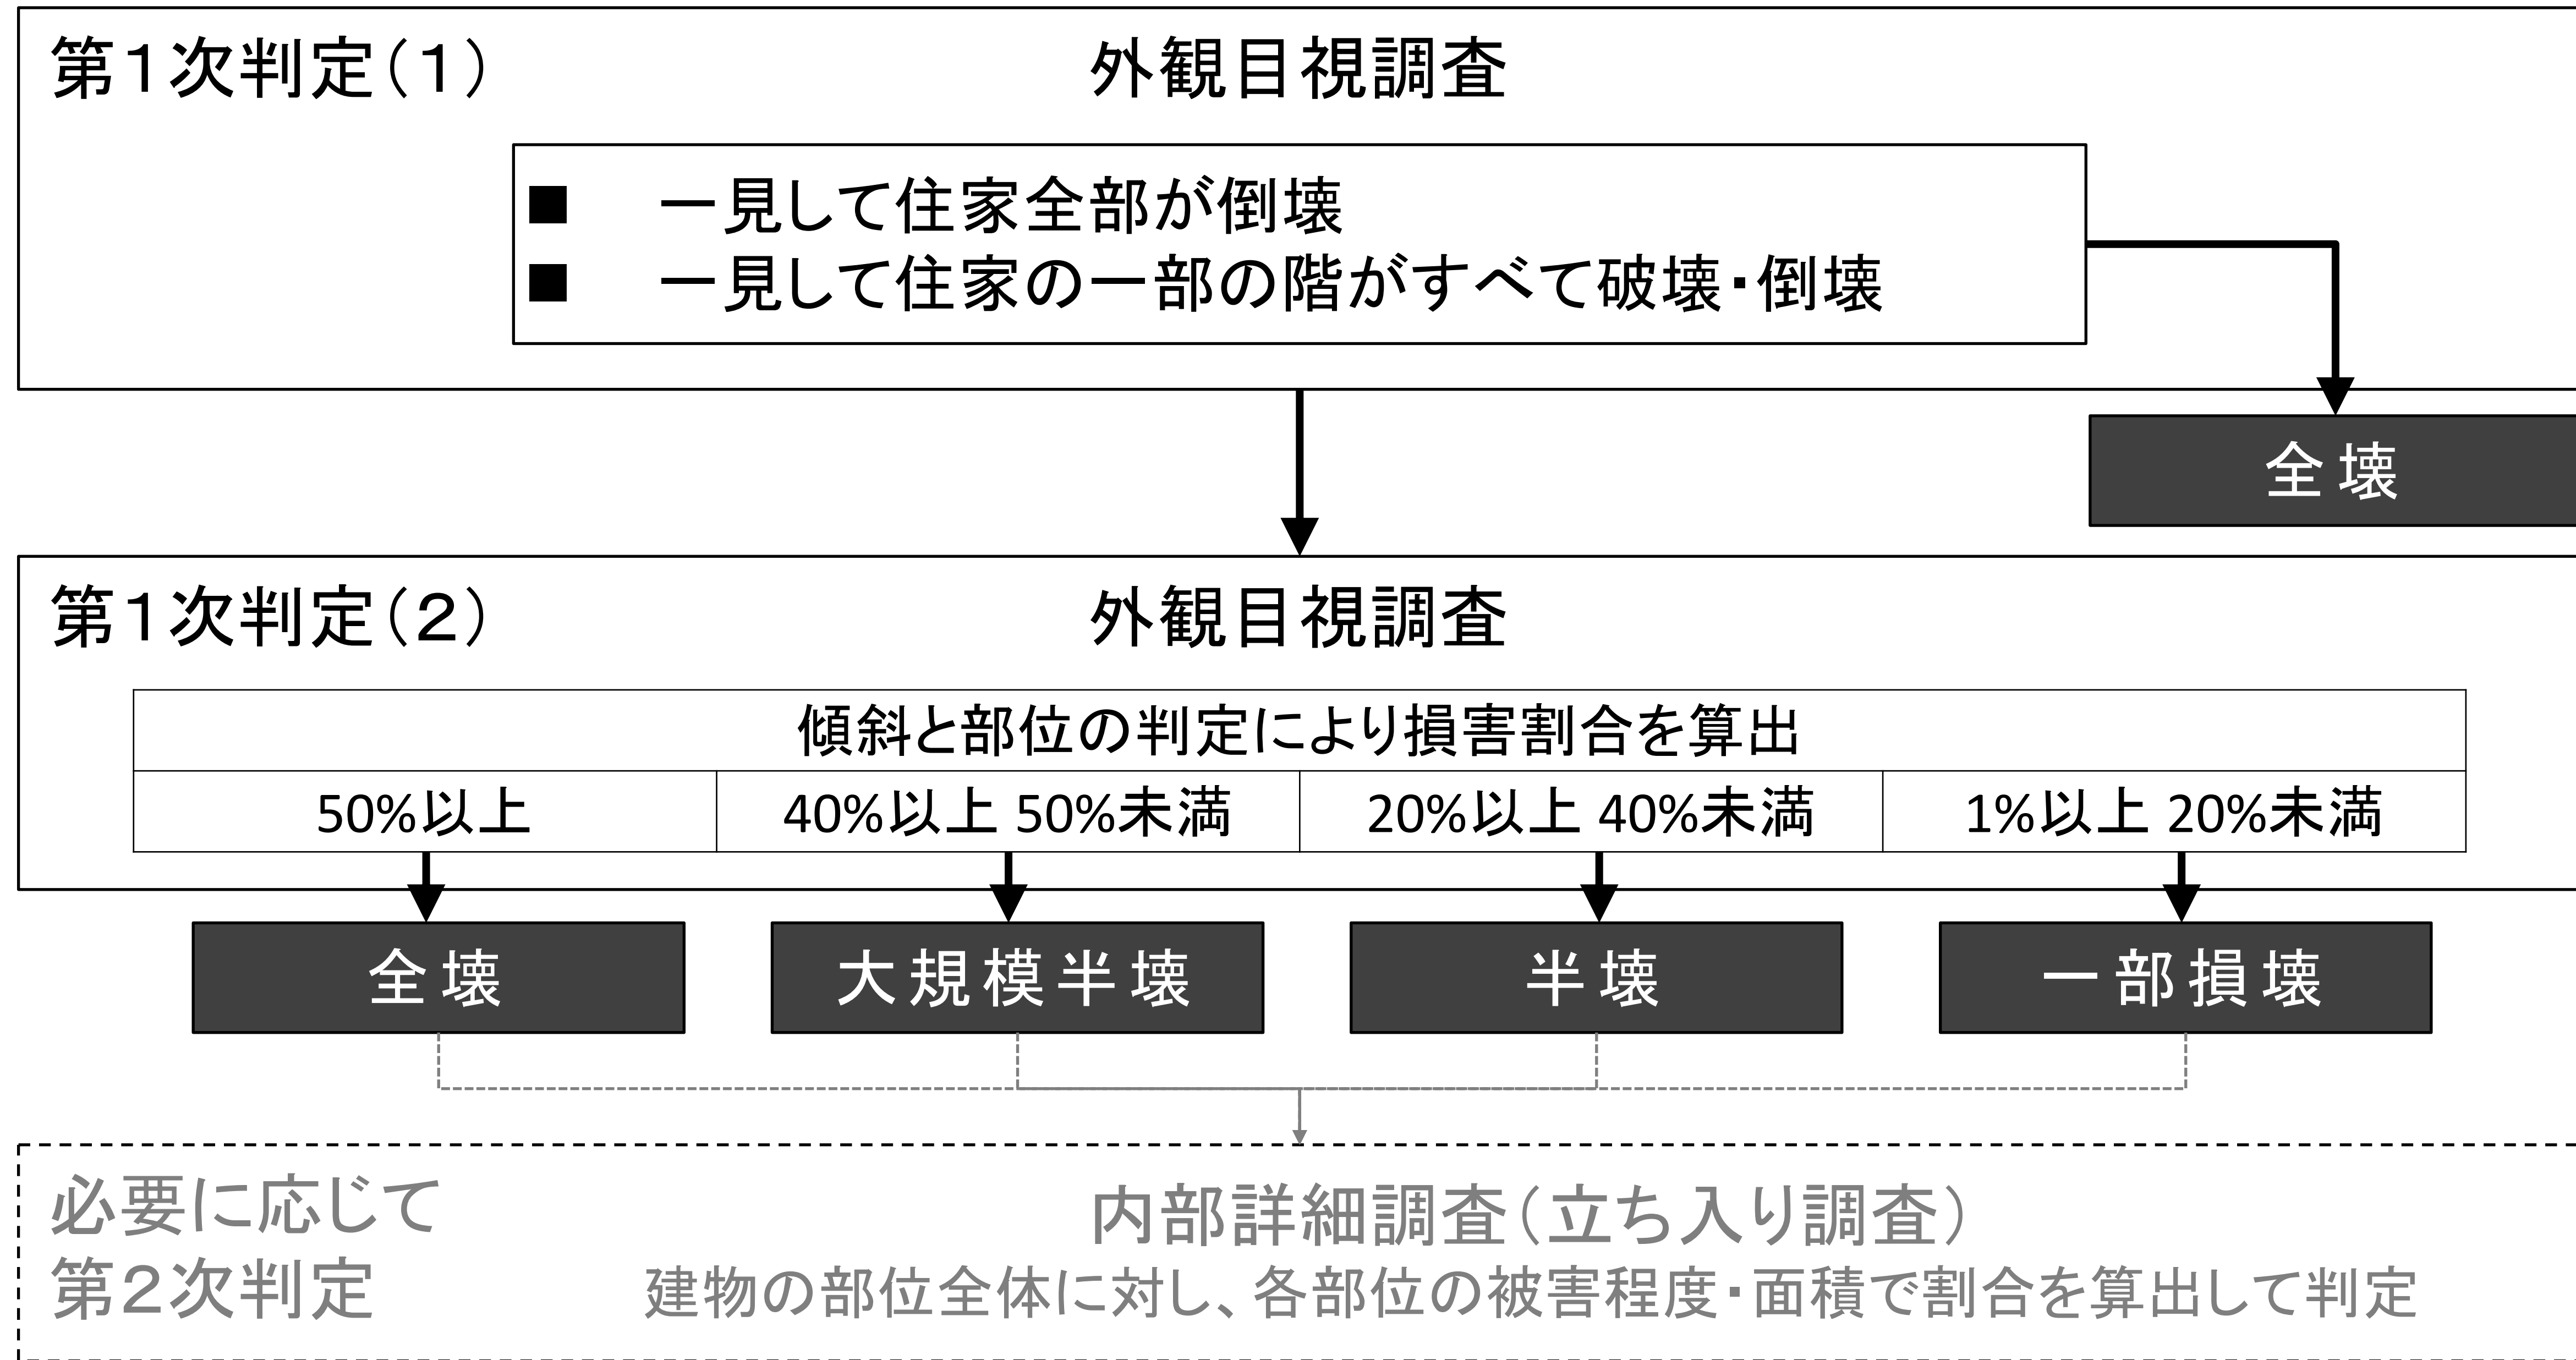 第1次判定（1）
外観目視調査
■ 一見して住家全部が倒壊
■ 一見して住家の一部の階がすべて破壊・倒壊
全壊
第1次判定（2）
外観目視調査
傾斜と部位の判定により損害割合を算出
50%以上
40%以上 50%未満
20%以上 40%未満
1%以上 20%未満
全壊
大規模半壊
半壊
一部損壊
必要に応じて
第2次判定
内部詳細調査（立ち入り調査）
建物の部位全体に対し、各部位の被害程度・面積で割合を算出して判定